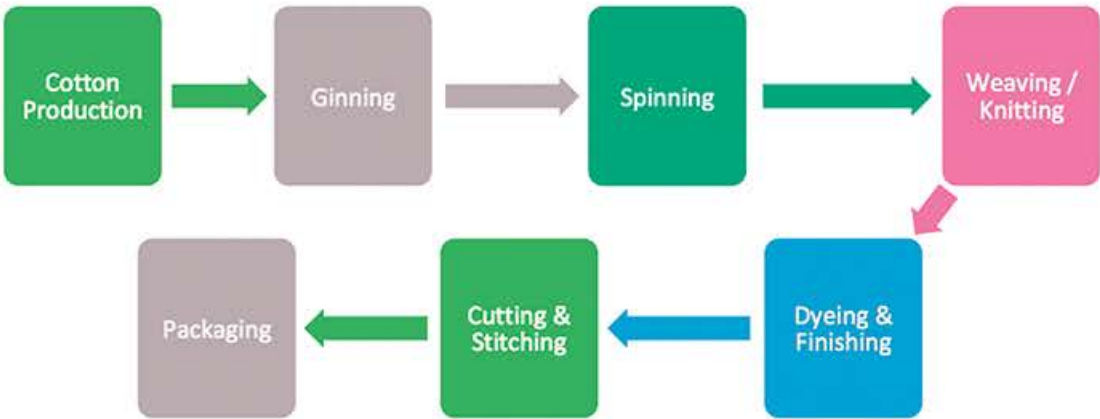 Cotton
Production
Ginning
Spinning
Weaving /
Knitting
Dyeing &
Finishing
Cutting &
Stitching
Packaging